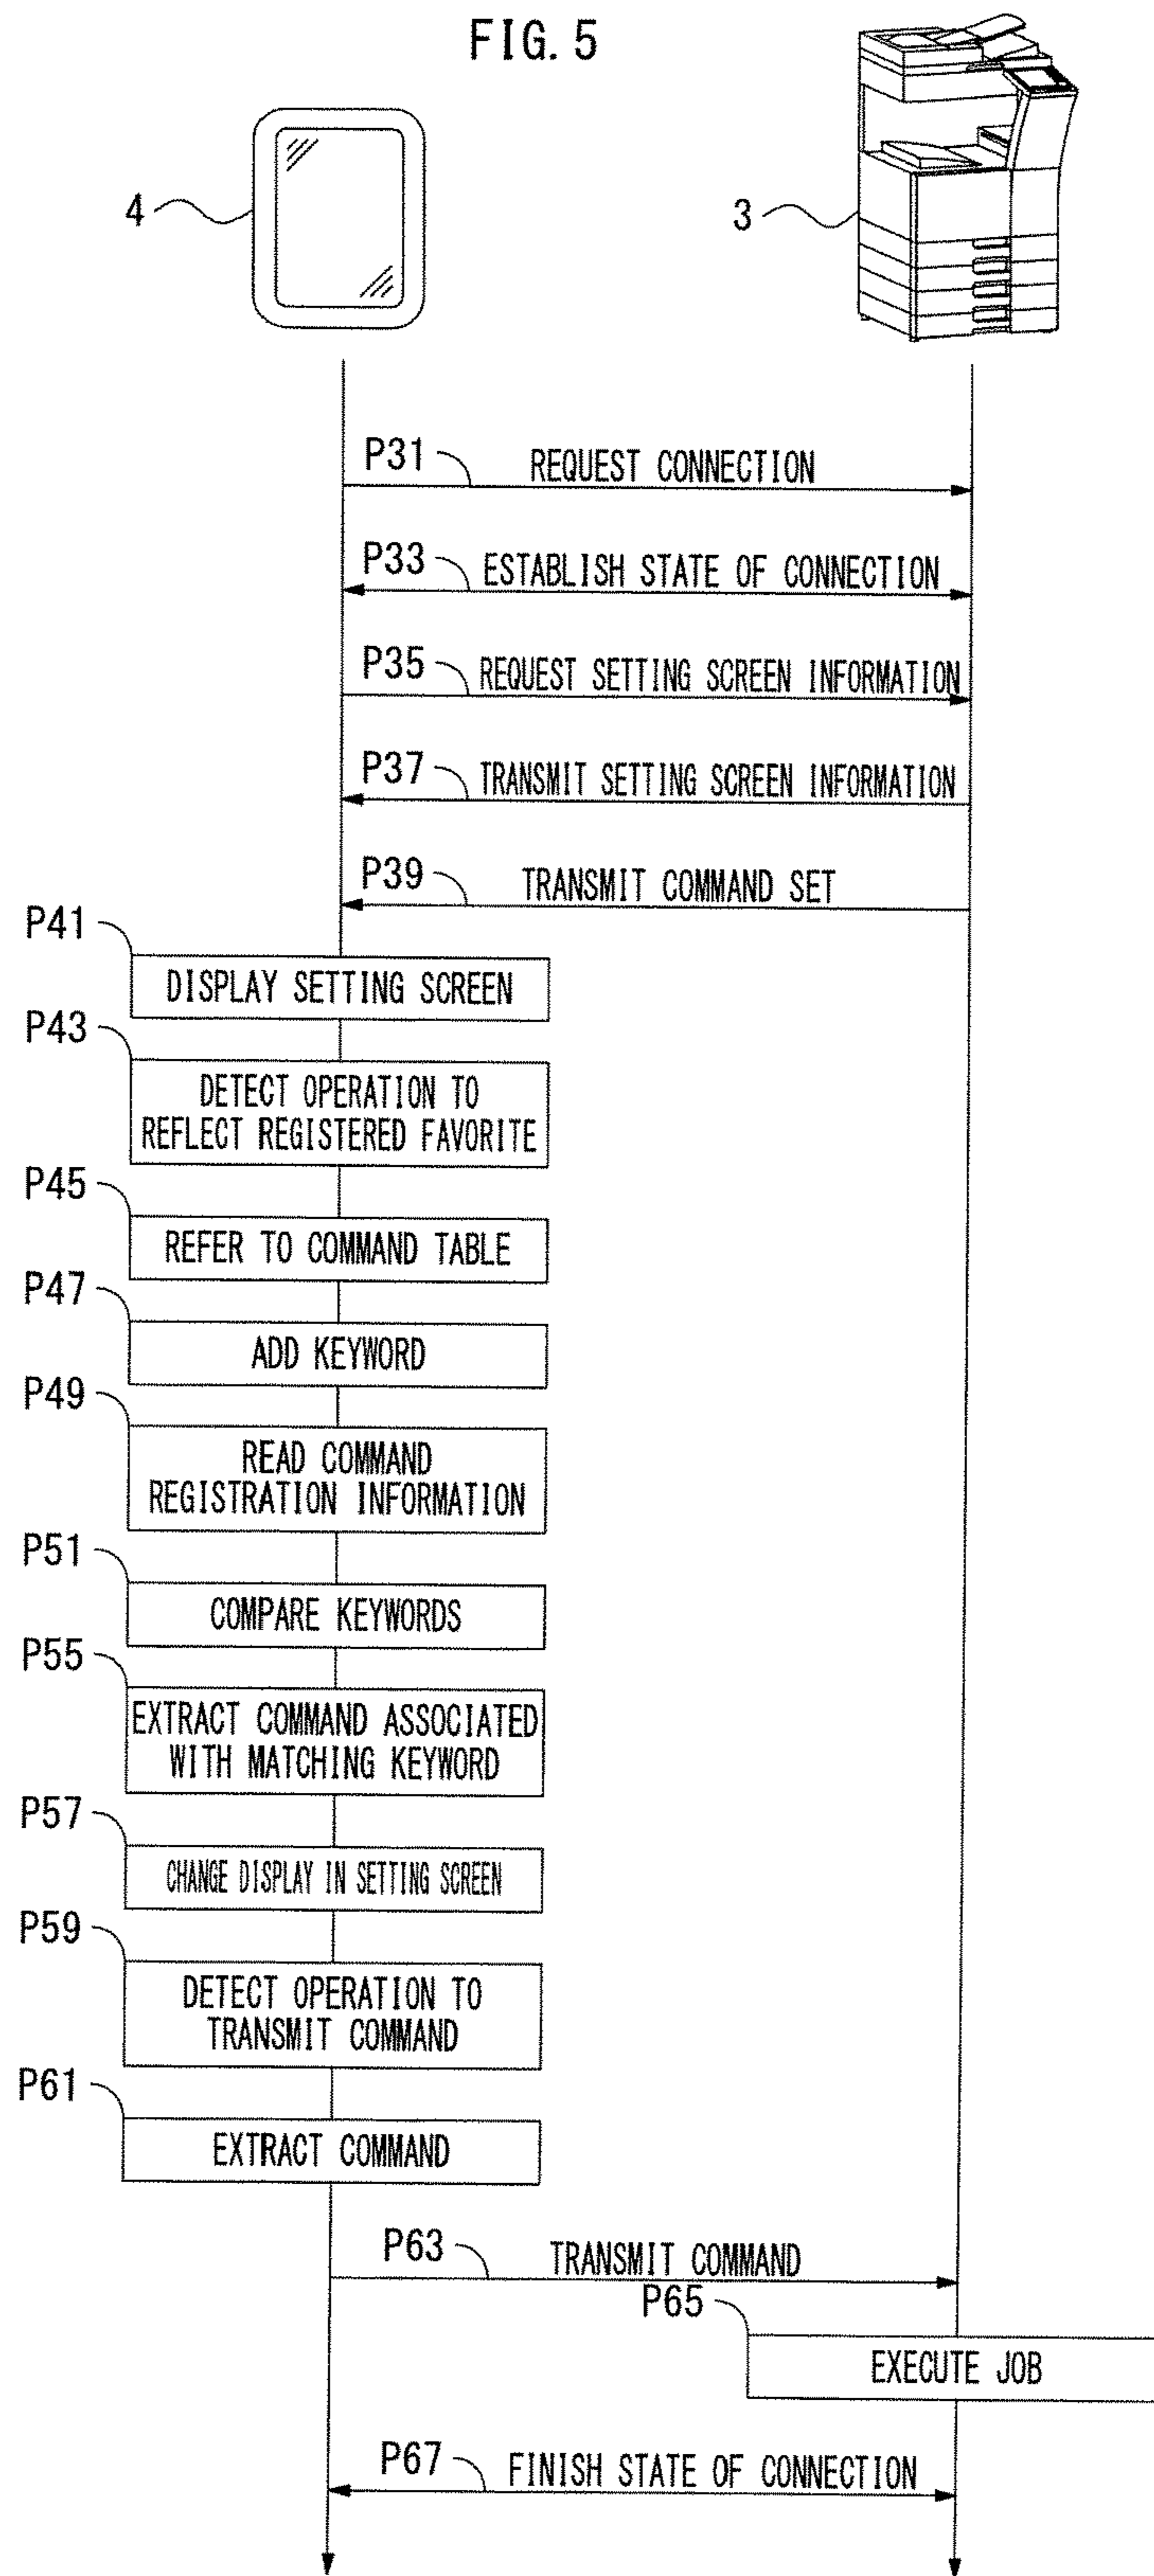 FIG. 5
4
3
P31
REQUEST CONNECTION
P33
ESTABLISH STATE OF CONNECTION
P35
REQUEST SETTING SCREEN INFORMATION
P37
TRANSMIT SETTING SCREEN INFORMATION
P39
TRANSMIT COMMAND SET
P41
DISPLAY SETTING SCREEN
P43
DETECT OPERATION TO
REFLECT REGISTERED FAVORITE
P45
REFER TO COMMAND TABLE
P47
ADD KEYWORD
P49
READ COMMAND
REGISTRATION INFORMATION
P51
COMPARE KEYWORDS
P55
EXTRACT COMMAND ASSOCIATED
WITH MATCHING KEYWORD
P57
CHANGE DISPLAY IN SETTING SCREEN
P59
DETECT OPERATION TO
TRANSMIT COMMAND
P61
EXTRACT COMMAND
P63
TRANSMIT COMMAND
P65
EXECUTE JOB
P67
FINISH STATE OF CONNECTION